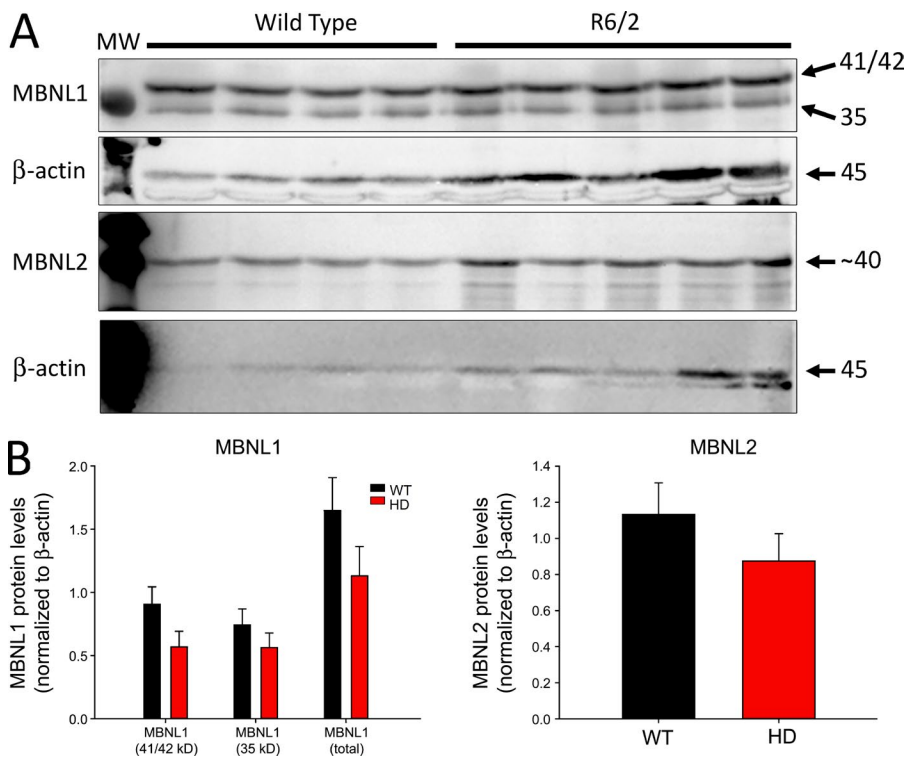 A
Wild Type
R6/2
MW
MBNL1
41/42
35
β-actin
45
MBNL2
~40
β-actin
45
B
MBNL1
MBNL1 protein levels
(normalized to β-actin)
2.0
1.5
1.0
0.5
0.0
WT
HD
MBNL1
(41/42 kD)
MBNL1
(35 kD)
MBNL1
(total)
MBNL2
MBNL2 protein levels
(normalized to β-actin)
1.4
1.2
1.0
0.8
0.6
0.4
0.2
0.0
WT
HD